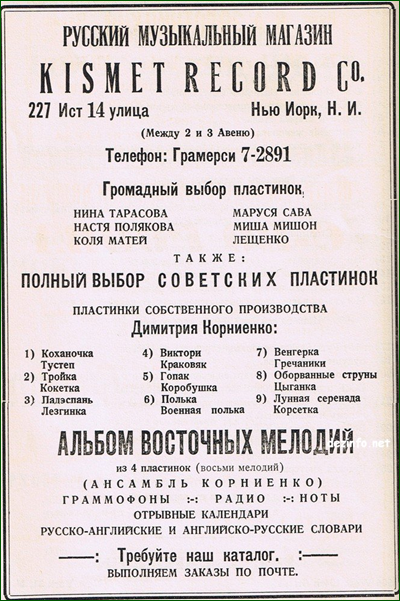 РУССКИЙ МУЗЫКАЛЬНЫЙ МАГАЗИН
KISMET RECORD Co.
227 Ист 14 улица Нью Иорк, Н. И.
(Между 2 и 3 Авеню)
Телефон: Грамерси 7-2891
Громадный выбор пластинок,
НИНА ТАРАСОВА МАРУСЯ САВА
НАСТЯ ПОЛЯКОВА МИША МИШОН
КОЛЯ МАТЕЙ ЛЕЩЕНКО
ТАКЖЕ:
ПОЛНЫЙ ВЫБОР СОВЕТСКИХ ПЛАСТИНОК
ПЛАСТИНКИ СОБСТВЕННОГО ПРОИЗВОДСТВА
Димитрия Корниенко:
1) Коханочка 4) Виктори 7) Венгерка
Тустеп Краковяк Гречаники
2) Тройка 5) Гопак 8) Оборванные струны
Кокетка Коробушка Цыганка
3) Падэспань 6) Полька 9) Лунная серенада
Лезгинка Военная полька Корсетка
АЛЬБОМ ВОСТОЧНЫХ МЕЛОДИЙ
dezinfo.net
из 4 пластинок (восьми мелодий)
(АНСАМБЛЬ КОРНИЕНКО)
ГРАММОФОНЫ :-: РАДИО :-: НОТЫ
ОТРЫВНЫЕ КАЛЕНДАРИ
РУССКО-АНГЛИЙСКИЕ И АНГЛИЙСКО-РУССКИЕ СЛОВАРИ
——: Требуйте наш каталог. :——
ВЫПОЛНЯЕМ ЗАКАЗЫ ПО ПОЧТЕ.